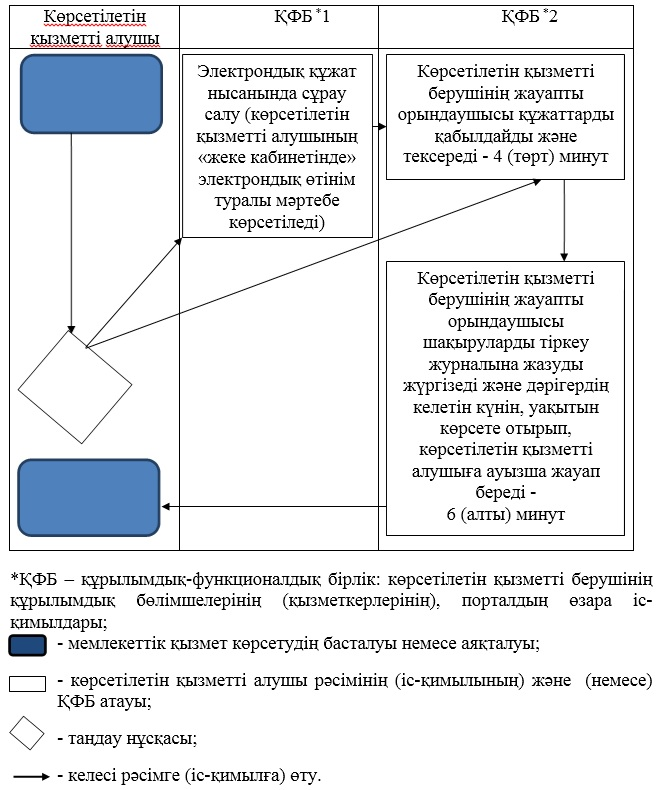 Көрсетілетін
қызметті алушы
ҚФБ *1
ҚФБ *2
Электрондық құжат
нысанында сұрау
салу (көрсетілетін
қызметті алушының
«жеке кабинетінде»
электрондық өтінім
туралы мәртебе
көрсетіледі)
Көрсетілетін қызметті
берушінің жауапты
орындаушысы құжаттарды
қабылдайды және
тексереді - 4 (төрт) минут
Көрсетілетін қызметті
берушінің жауапты
орындаушысы
шақыруларды тіркеу
журналына жазуды
жүргізеді және дәрігердің
келетін күнін, уақытын
көрсете отырып,
көрсетілетін қызметті
алушыға ауызша жауап
береді -
6 (алты) минут
*ҚФБ – құрылымдық-функционалдық бірлік: көрсетілетін қызметті берушінің
құрылымдық бөлімшелерінің (қызметкерлерінің), порталдың өзара іс-
қимылдары;
- мемлекеттік қызмет көрсетудің басталуы немесе аяқталуы;
- көрсетілетін қызметті алушы рәсімінің (іс-қимылының) және (немесе)
ҚФБ атауы;
- таңдау нұсқасы;
- келесі рәсімге (іс-қимылға) өту.